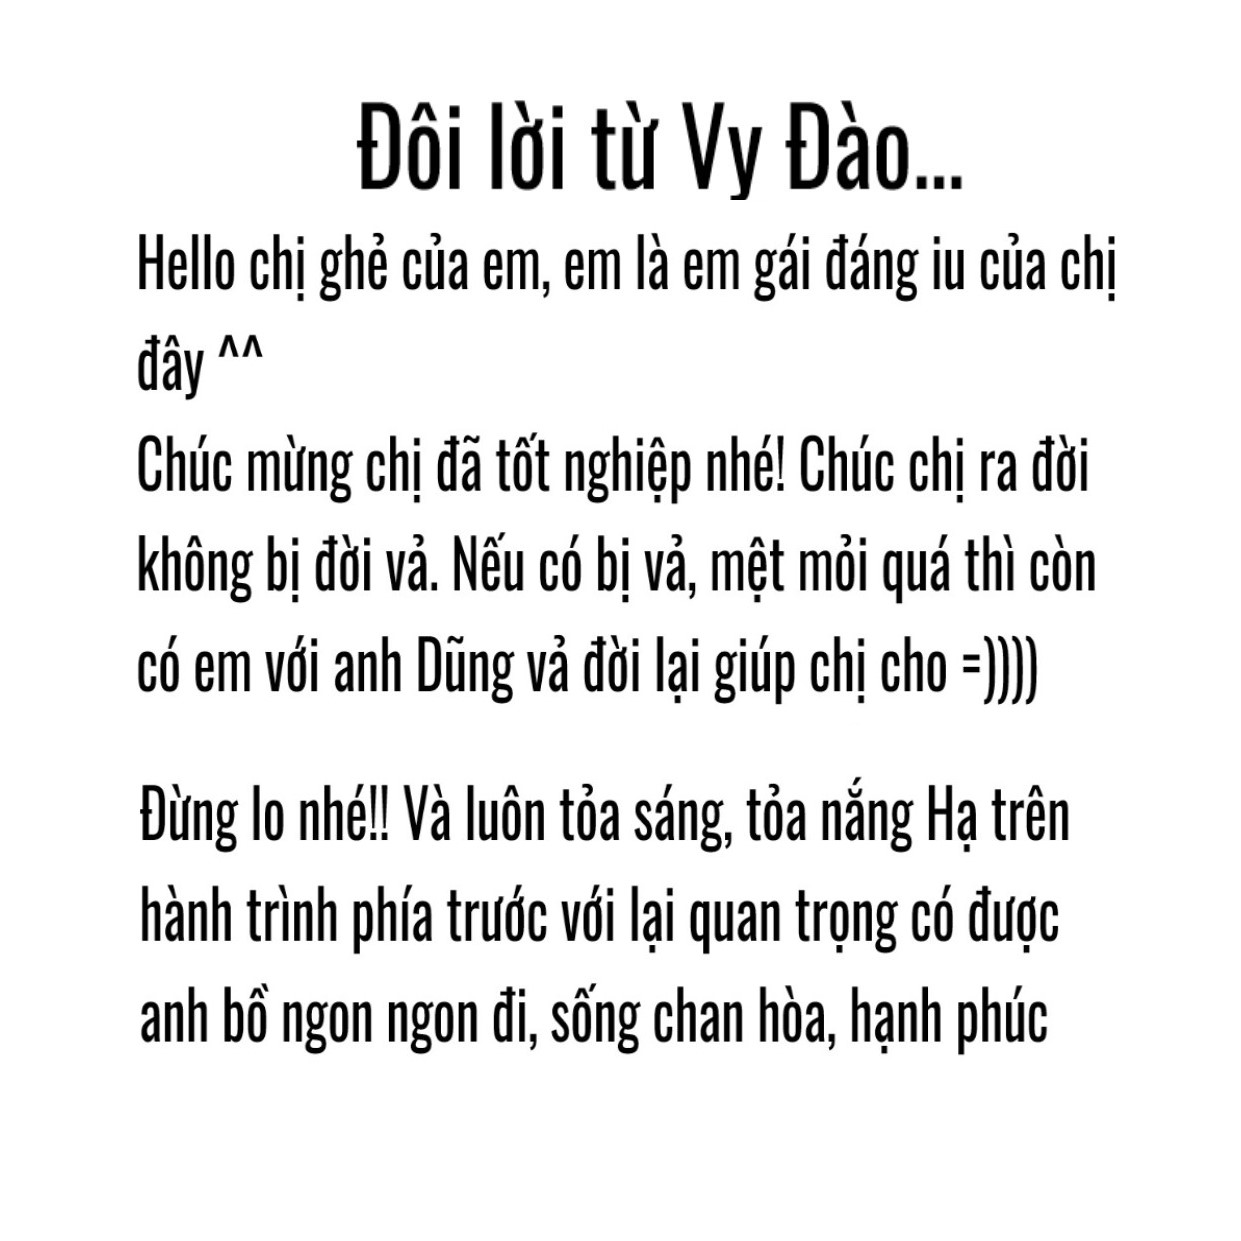 Đôi lời từ Vy Đào...
Hello chị ghẻ của em, em là em gái đáng iu của chị
đây ^^
Chúc mừng chị đã tốt nghiệp nhé! Chúc chị ra đời
không bị đời vả. Nếu có bị vả, mệt mỏi quá thì còn
có em với anh Dũng vả đời lại giúp chị cho =))))
Đừng lo nhé!! Và luôn tỏa sáng, tỏa nắng Hạ trên
hành trình phía trước với lại quan trọng có được
anh bồ ngon ngon đi, sống chan hòa, hạnh phúc